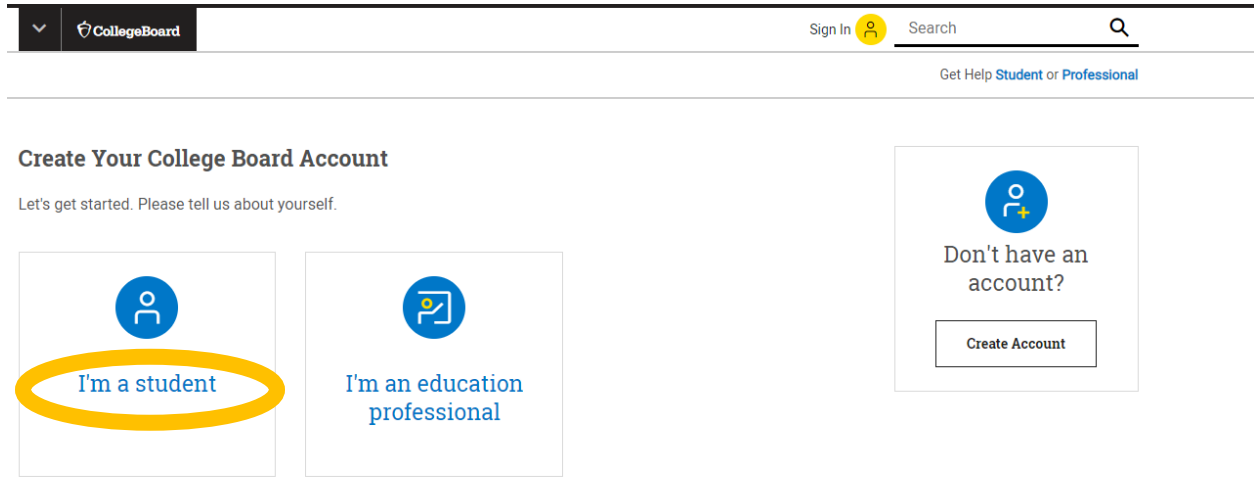 CollegeBoard
Sign In
Search
Get Help Student or Professional
Create Your College Board Account
Let's get started. Please tell us about yourself.
I'm a student
I'm an education
professional
Don't have an
account?
Create Account